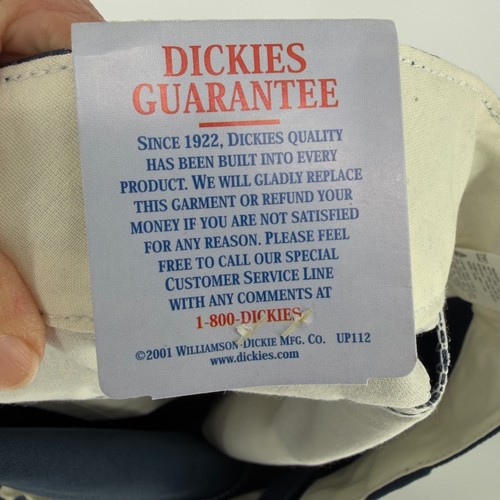 DICKIES
GUARANTEE
SINCE 1922, DICKIES QUALITY
HAS BEEN BUILT INTO EVERY
PRODUCT. WE WILL GLADLY REPLACE
THIS GARMENT OR REFUND YOUR
MONEY IF YOU ARE NOT SATISFIED
FOR ANY REASON. PLEASE FEEL
FREE TO CALL OUR SPECIAL
CUSTOMER SERVICE LINE
WITH ANY COMMENTS AT
1-800-DICKIES
©2001 WILLIAMSON-DICKIE MFG. CO. UP112
www.dickies.com